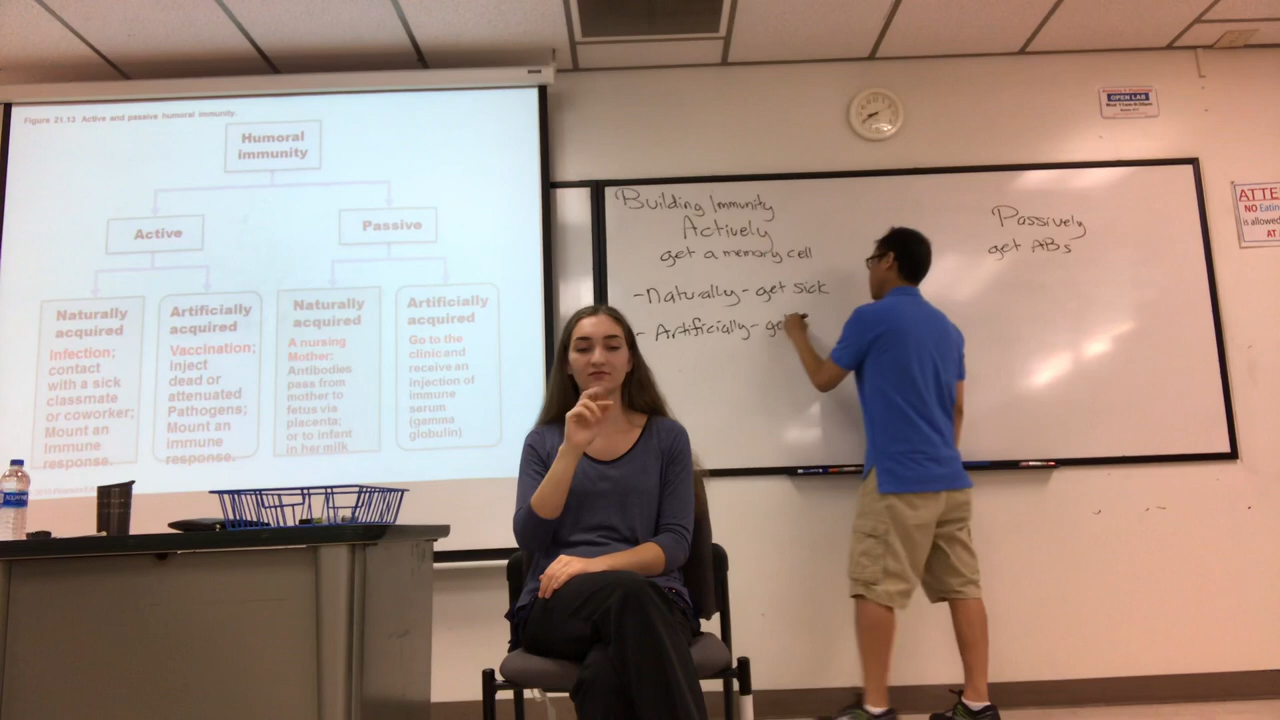 Figure 21.13 Active and passive humoral immunity.
Humoral
immunity
Active
Passive
Naturally
acquired
Infection;
contact
with a sick
classmate
or coworker;
Mount an
immune
response.
Artificially
acquired
Vaccination;
Inject
dead or
attenuated
Pathogens;
Mount an
immune
response.
Naturally
acquired
A nursing
Mother:
Antibodies
pass from
mother to
fetus via
placenta;
or to infant
in her milk
Artificially
acquired
Go to the
clinic and
receive an
injection of
immune
serum
(gamma
globulin)
Building Immunity
Actively
get a memory cell
-Naturally - get sick
- Artificially - ge
Passively
get ABs
OPEN LAB
ATTE
NO Eatin
is allowed
AT